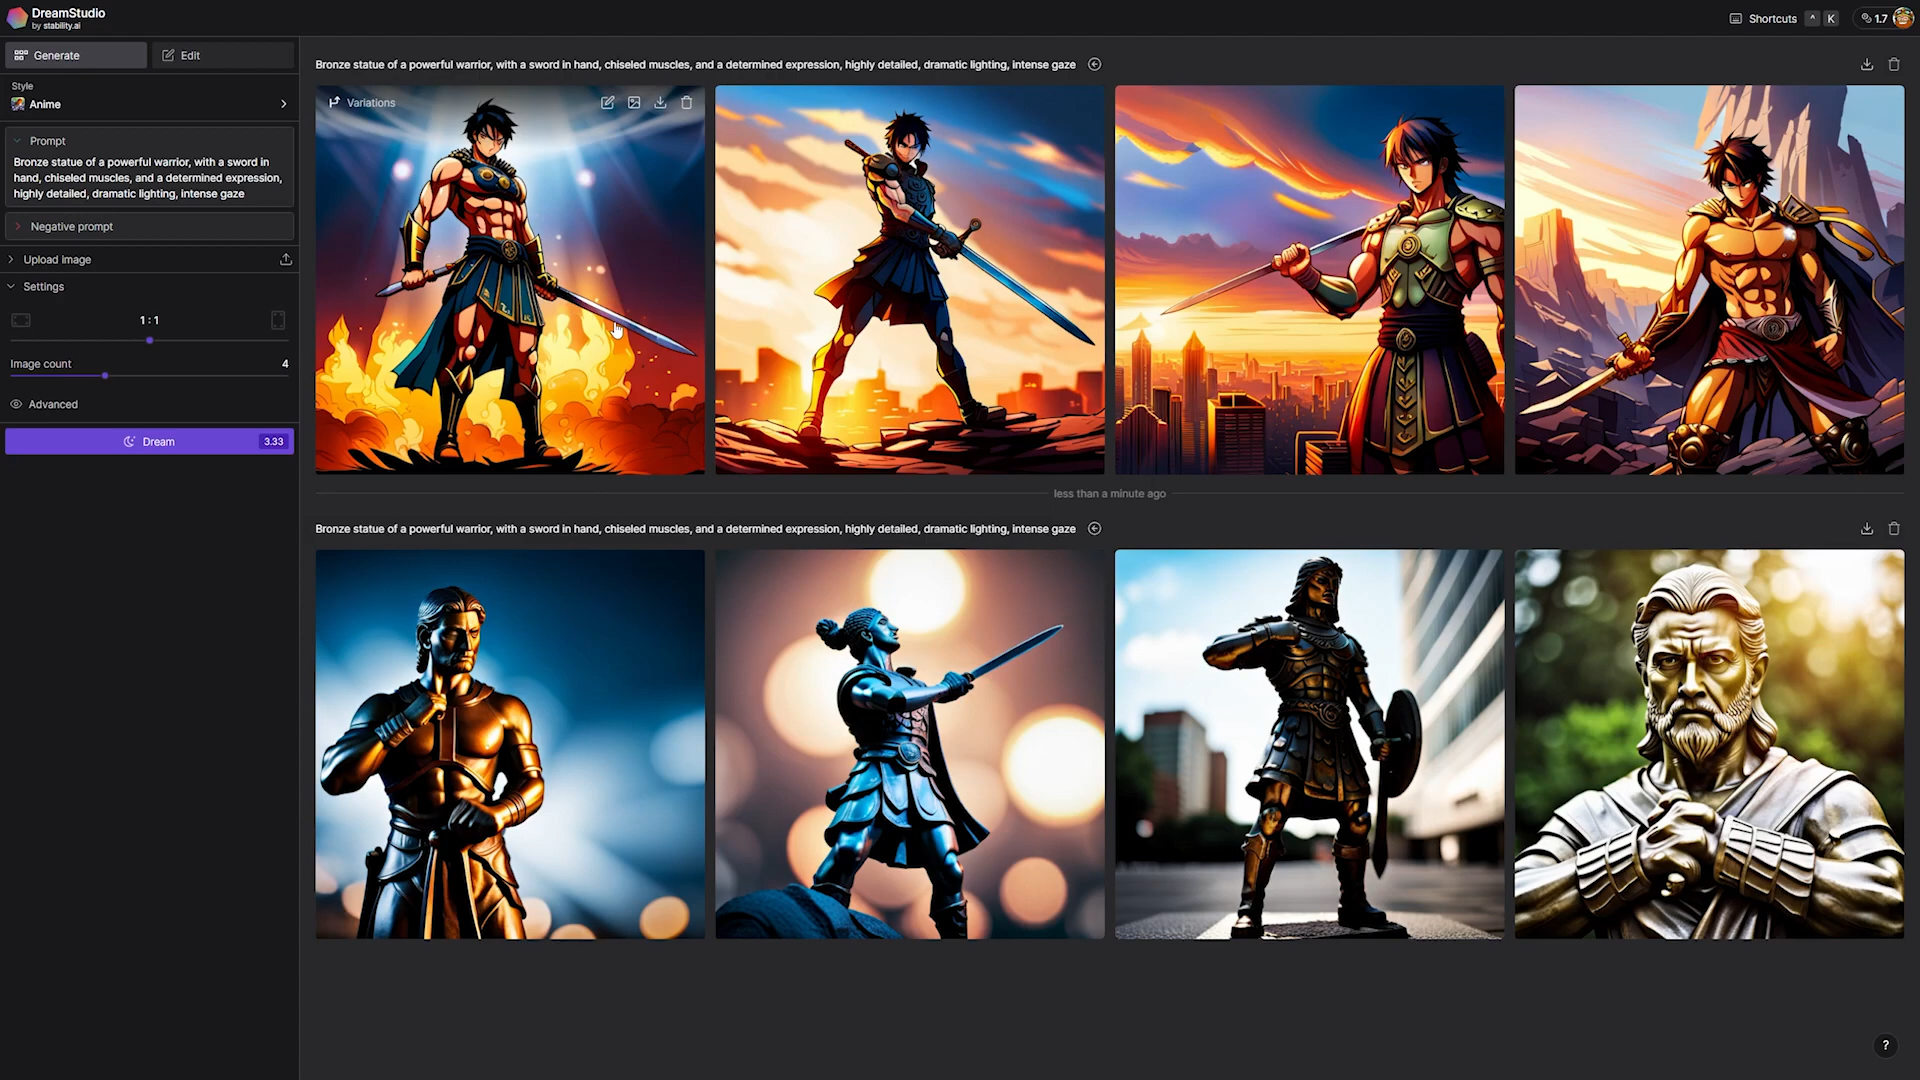 DreamStudio
by stability.ai
Shortcuts ^ K
1.7
Generate
Edit
Style
Anime
Prompt
Bronze statue of a powerful warrior, with a sword in
hand, chiseled muscles, and a determined expression,
highly detailed, dramatic lighting, intense gaze
Negative prompt
Upload image
Settings
1 : 1
Image count 4
Advanced
Dream 3.33
Bronze statue of a powerful warrior, with a sword in hand, chiseled muscles, and a determined expression, highly detailed, dramatic lighting, intense gaze
Variations
less than a minute ago
Bronze statue of a powerful warrior, with a sword in hand, chiseled muscles, and a determined expression, highly detailed, dramatic lighting, intense gaze
?